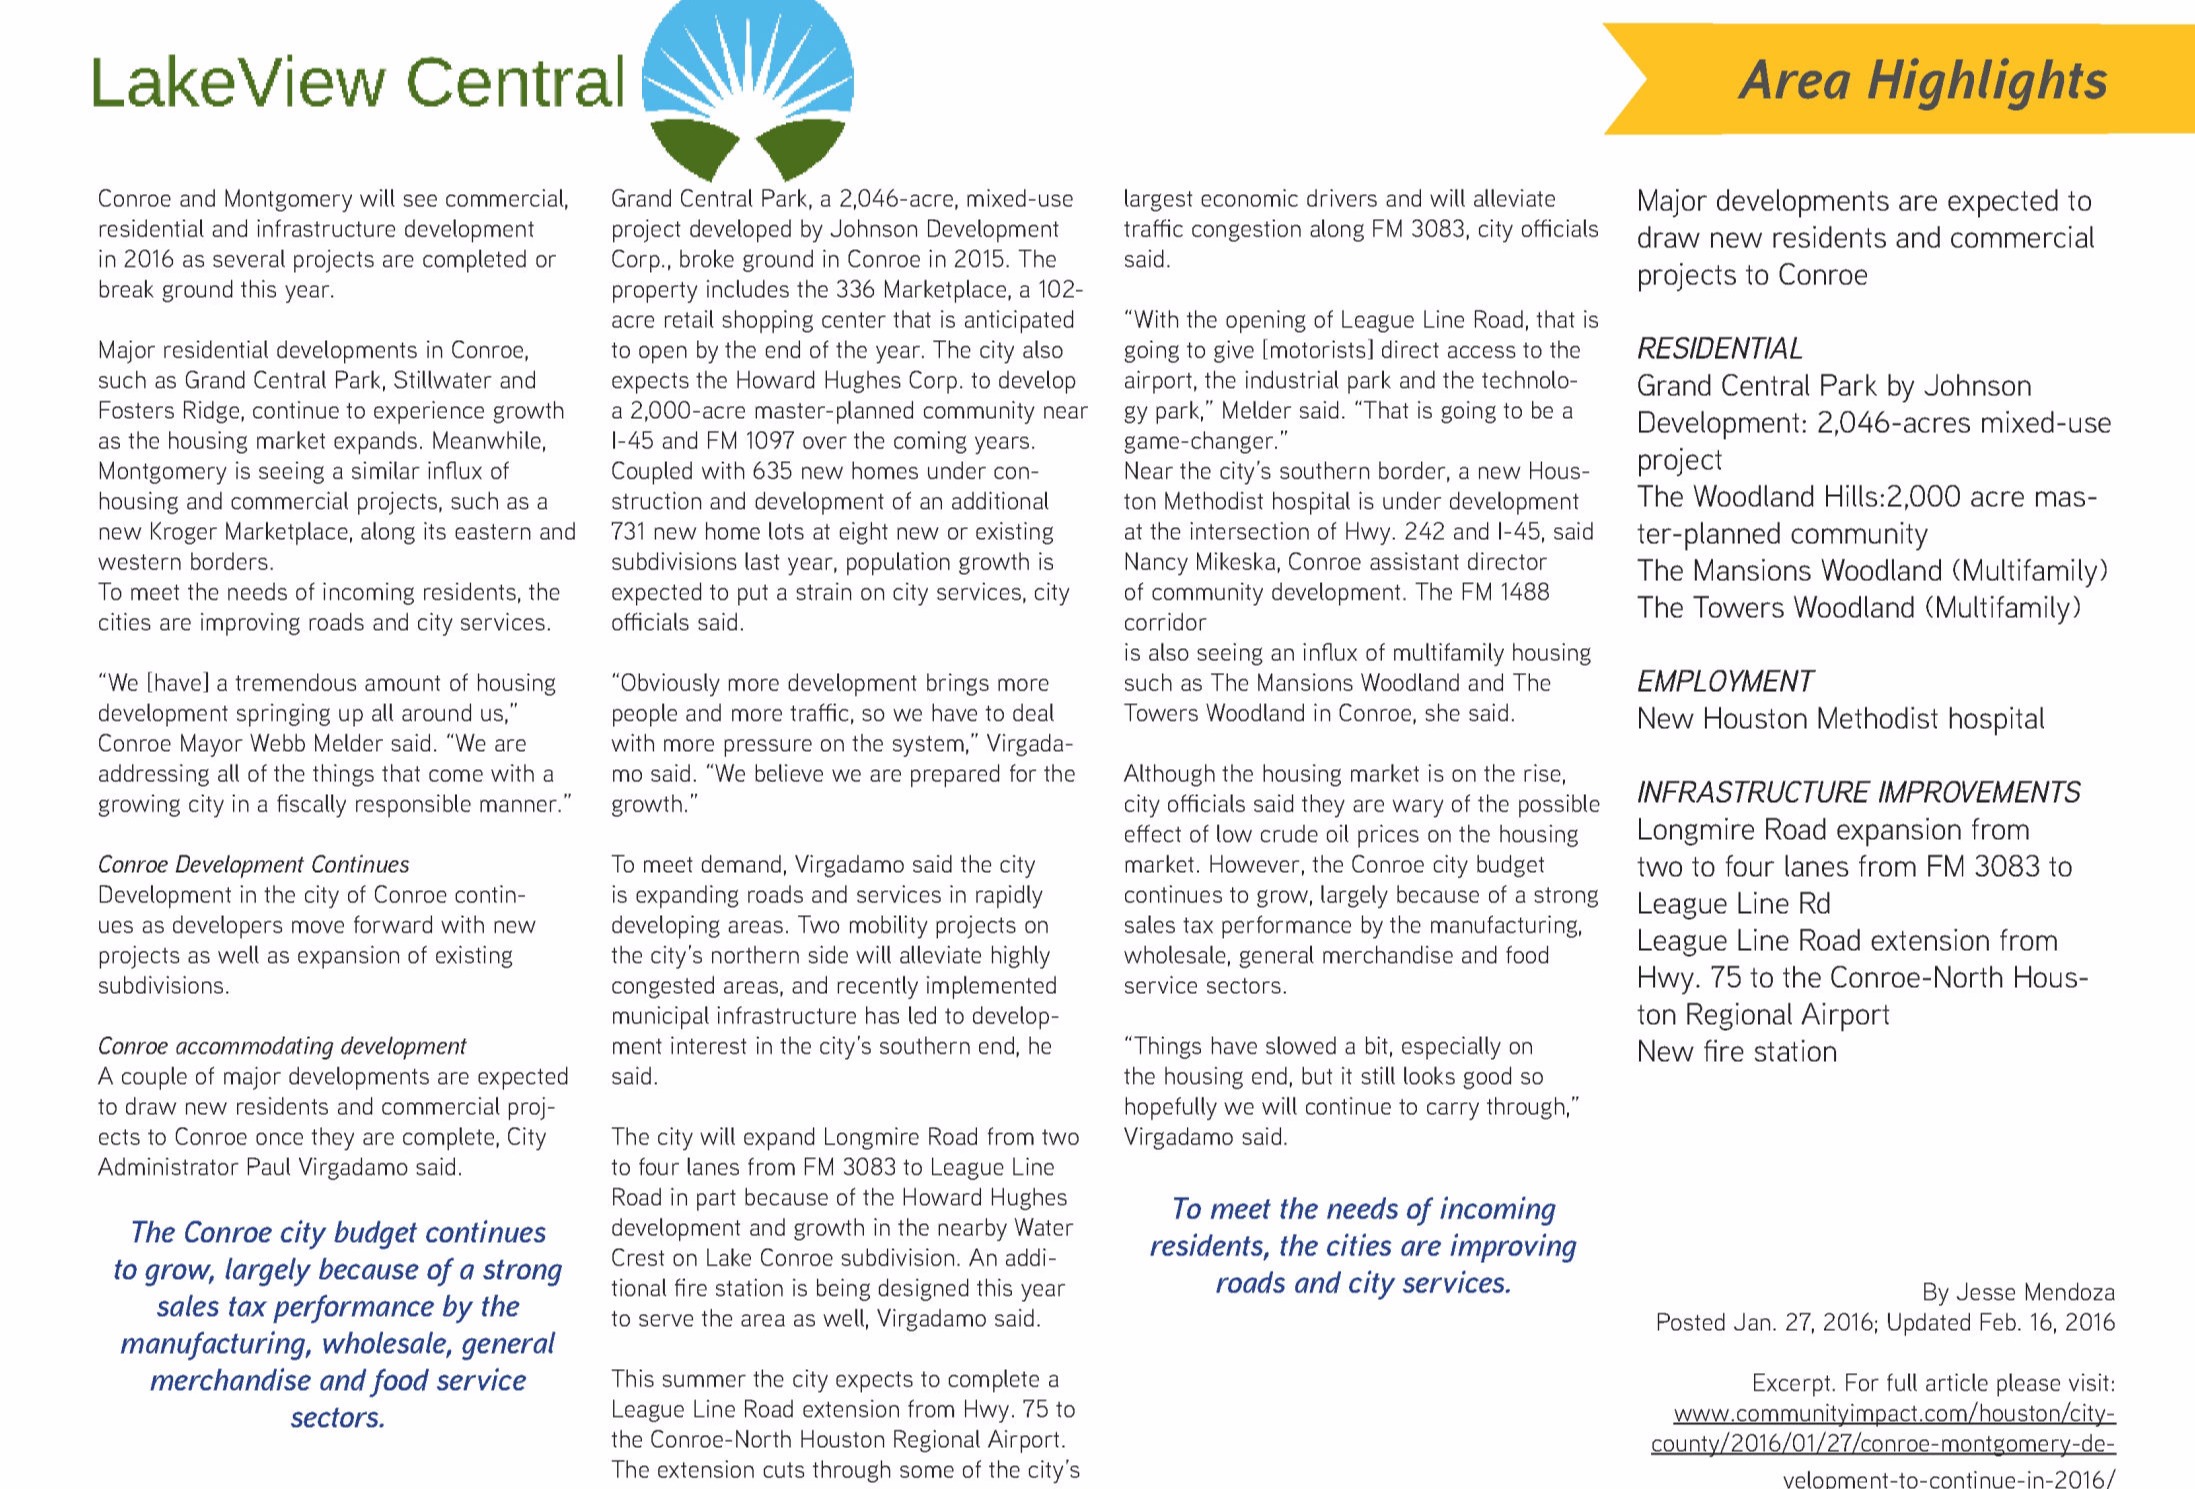 LakeView Central
Area Highlights
Conroe and Montgomery will see commercial,
residential and infrastructure development
in 2016 as several projects are completed or
break ground this year.
Major residential developments in Conroe,
such as Grand Central Park, Stillwater and
Fosters Ridge, continue to experience growth
as the housing market expands. Meanwhile,
Montgomery is seeing a similar influx of
housing and commercial projects, such as a
new Kroger Marketplace, along its eastern and
western borders.
To meet the needs of incoming residents, the
cities are improving roads and city services.
“We [have] a tremendous amount of housing
development springing up all around us,”
Conroe Mayor Webb Melder said. “We are
addressing all of the things that come with a
growing city in a fiscally responsible manner.”
Conroe Development Continues
Development in the city of Conroe contin-
ues as developers move forward with new
projects as well as expansion of existing
subdivisions.
Conroe accommodating development
A couple of major developments are expected
to draw new residents and commercial proj-
ects to Conroe once they are complete, City
Administrator Paul Virgadamo said.
The Conroe city budget continues
to grow, largely because of a strong
sales tax performance by the
manufacturing, wholesale, general
merchandise and food service
sectors.
Grand Central Park, a 2,046-acre, mixed-use
project developed by Johnson Development
Corp., broke ground in Conroe in 2015. The
property includes the 336 Marketplace, a 102-
acre retail shopping center that is anticipated
to open by the end of the year. The city also
expects the Howard Hughes Corp. to develop
a 2,000-acre master-planned community near
I-45 and FM 1097 over the coming years.
Coupled with 635 new homes under con-
struction and development of an additional
731 new home lots at eight new or existing
subdivisions last year, population growth is
expected to put a strain on city services, city
officials said.
“Obviously more development brings more
people and more traffic, so we have to deal
with more pressure on the system,” Virgada-
mo said. “We believe we are prepared for the
growth.”
To meet demand, Virgadamo said the city
is expanding roads and services in rapidly
developing areas. Two mobility projects on
the city’s northern side will alleviate highly
congested areas, and recently implemented
municipal infrastructure has led to develop-
ment interest in the city’s southern end, he
said.
The city will expand Longmire Road from two
to four lanes from FM 3083 to League Line
Road in part because of the Howard Hughes
development and growth in the nearby Water
Crest on Lake Conroe subdivision. An addi-
tional fire station is being designed this year
to serve the area as well, Virgadamo said.
This summer the city expects to complete a
League Line Road extension from Hwy. 75 to
the Conroe-North Houston Regional Airport.
The extension cuts through some of the city’s
largest economic drivers and will alleviate
traffic congestion along FM 3083, city officials
said.
“With the opening of League Line Road, that is
going to give [motorists] direct access to the
airport, the industrial park and the technolo-
gy park,” Melder said. “That is going to be a
game-changer.”
Near the city’s southern border, a new Hous-
ton Methodist hospital is under development
at the intersection of Hwy. 242 and I-45, said
Nancy Mikeska, Conroe assistant director
of community development. The FM 1488
corridor
is also seeing an influx of multifamily housing
such as The Mansions Woodland and The
Towers Woodland in Conroe, she said.
Although the housing market is on the rise,
city officials said they are wary of the possible
effect of low crude oil prices on the housing
market. However, the Conroe city budget
continues to grow, largely because of a strong
sales tax performance by the manufacturing,
wholesale, general merchandise and food
service sectors.
“Things have slowed a bit, especially on
the housing end, but it still looks good so
hopefully we will continue to carry through,”
Virgadamo said.
To meet the needs of incoming
residents, the cities are improving
roads and city services.
Major developments are expected to
draw new residents and commercial
projects to Conroe
RESIDENTIAL
Grand Central Park by Johnson
Development: 2,046-acres mixed-use
project
The Woodland Hills:2,000 acre mas-
ter-planned community
The Mansions Woodland (Multifamily)
The Towers Woodland (Multifamily)
EMPLOYMENT
New Houston Methodist hospital
INFRASTRUCTURE IMPROVEMENTS
Longmire Road expansion from
two to four lanes from FM 3083 to
League Line Rd
League Line Road extension from
Hwy. 75 to the Conroe-North Hous-
ton Regional Airport
New fire station
By Jesse Mendoza
Posted Jan. 27, 2016; Updated Feb. 16, 2016
Excerpt. For full article please visit:
www.communityimpact.com/houston/city-
county/2016/01/27/conroe-montgomery-de-
velopment-to-continue-in-2016/